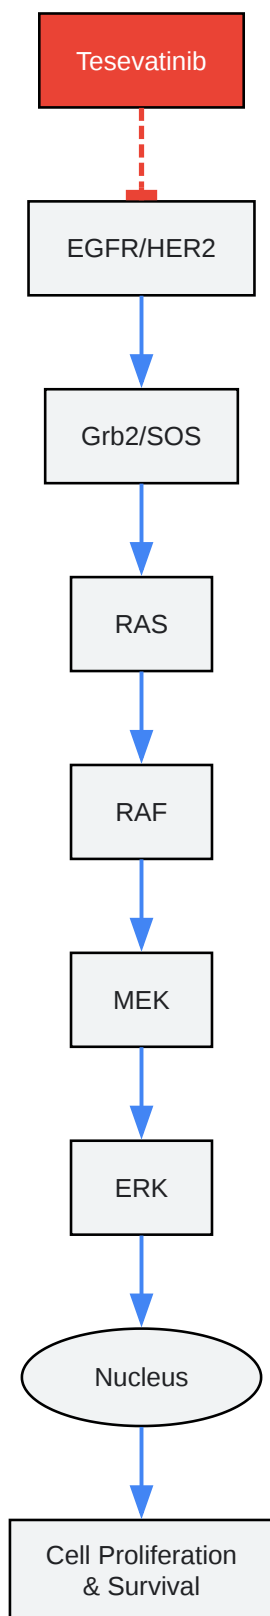 Tesevatinib
EGFR/HER2
Grb2/SOS
RAS
RAF
MEK
ERK
Nucleus
Cell Proliferation
& Survival